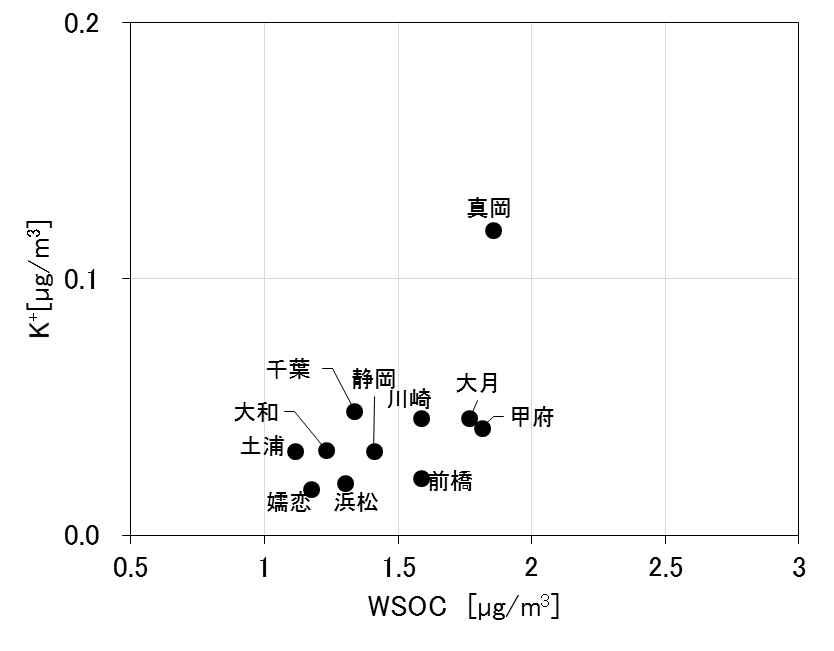 0.2
真岡
0.1
K⁺[μg/m³]
千葉
静岡
大月
川崎
大和
甲府
土浦
前橋
嬬恋
浜松
0.0
0.5
1
1.5
2
2.5
3
WSOC [μg/m³]